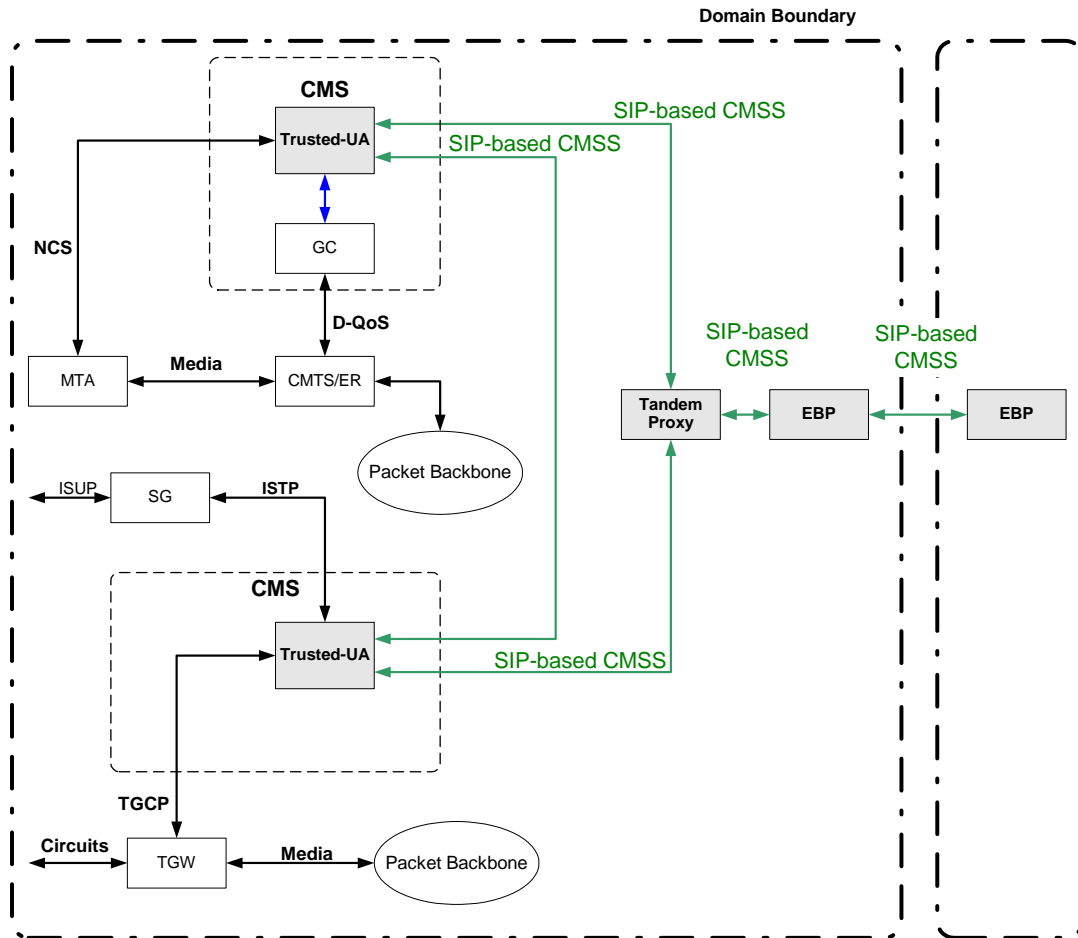 Domain Boundary
CMS
Trusted-UA
SIP-based CMSS
SIP-based CMSS
NCS
GC
D-QoS
MTA
Media
CMTS/ER
Packet Backbone
SIP-based
CMSS
SIP-based
CMSS
Tandem
Proxy
EBP
EBP
ISUP
SG
ISTP
CMS
Trusted-UA
SIP-based CMSS
TGCP
Circuits
TGW
Media
Packet Backbone